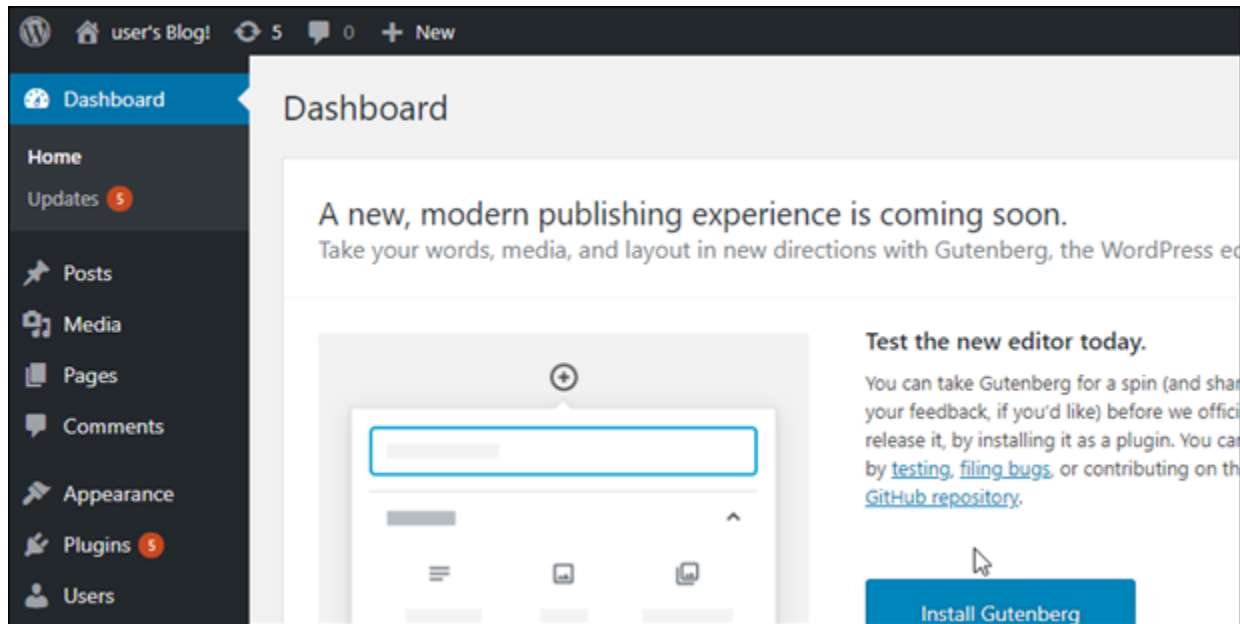 user's Blog! 5 0 + New
Dashboard
Home
Updates 5
Posts
Media
Pages
Comments
Appearance
Plugins 5
Users
Dashboard
A new, modern publishing experience is coming soon.
Take your words, media, and layout in new directions with Gutenberg, the WordPress
Test the new editor today.
You can take Gutenberg for a spin (and
your feedback, if you'd like) before we
release it, by installing it as a plugin. You
by testing, filing bugs, or contributing on
GitHub repository.
Install Gutenberg